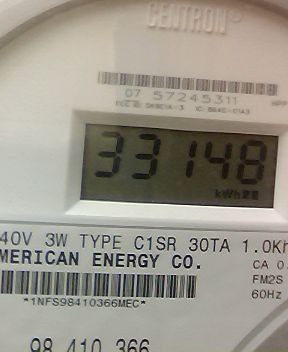 CENTRON®
07 57245311
33148
kWh
40V 3W TYPE C1SR 30TA 1.0Kh
MERICAN ENERGY CO.
CA 0.
FM2S
60Hz
*1NFS98410366MEC*
98 410 366